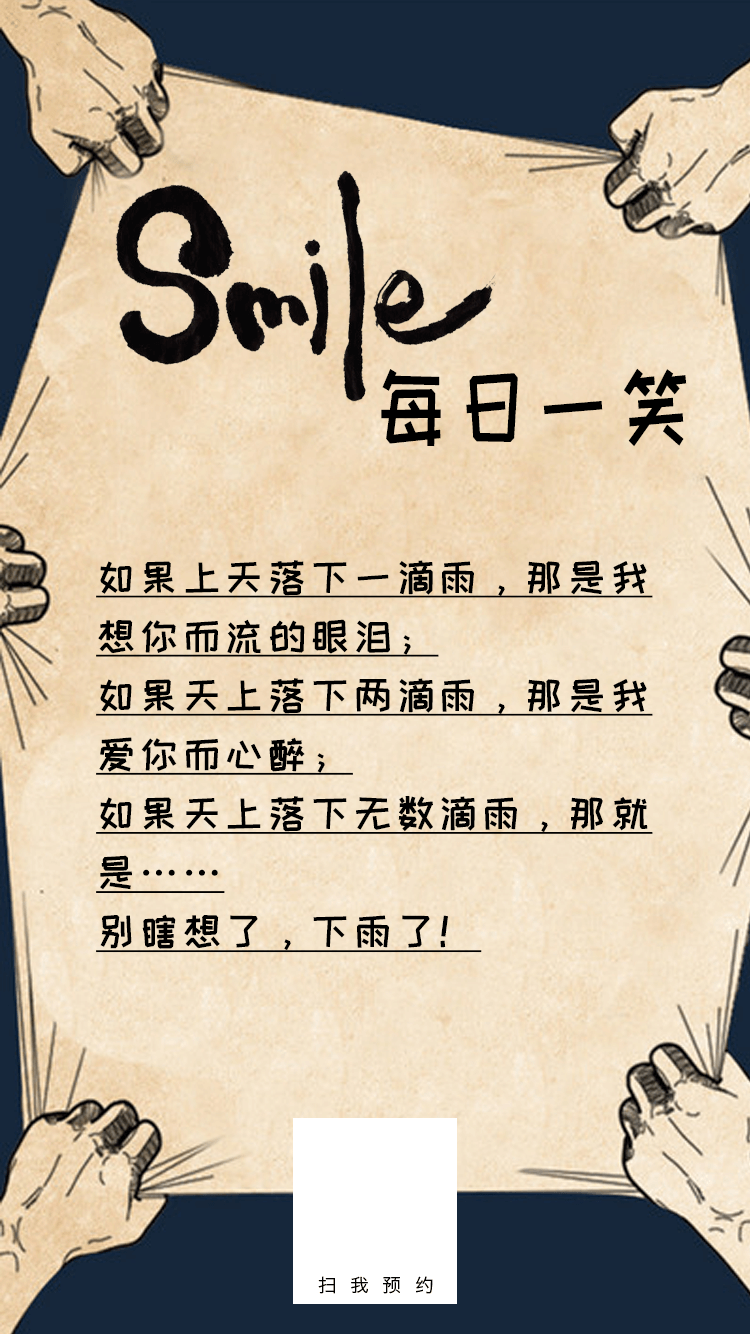 Smile
每日一笑
如果上天落下一滴雨，那是我
想你而流的眼泪；
如果天上落下两滴雨，那是我
爱你而心醉；
如果天上落下无数滴雨，那就
是……
别瞎想了，下雨了!
扫我预约